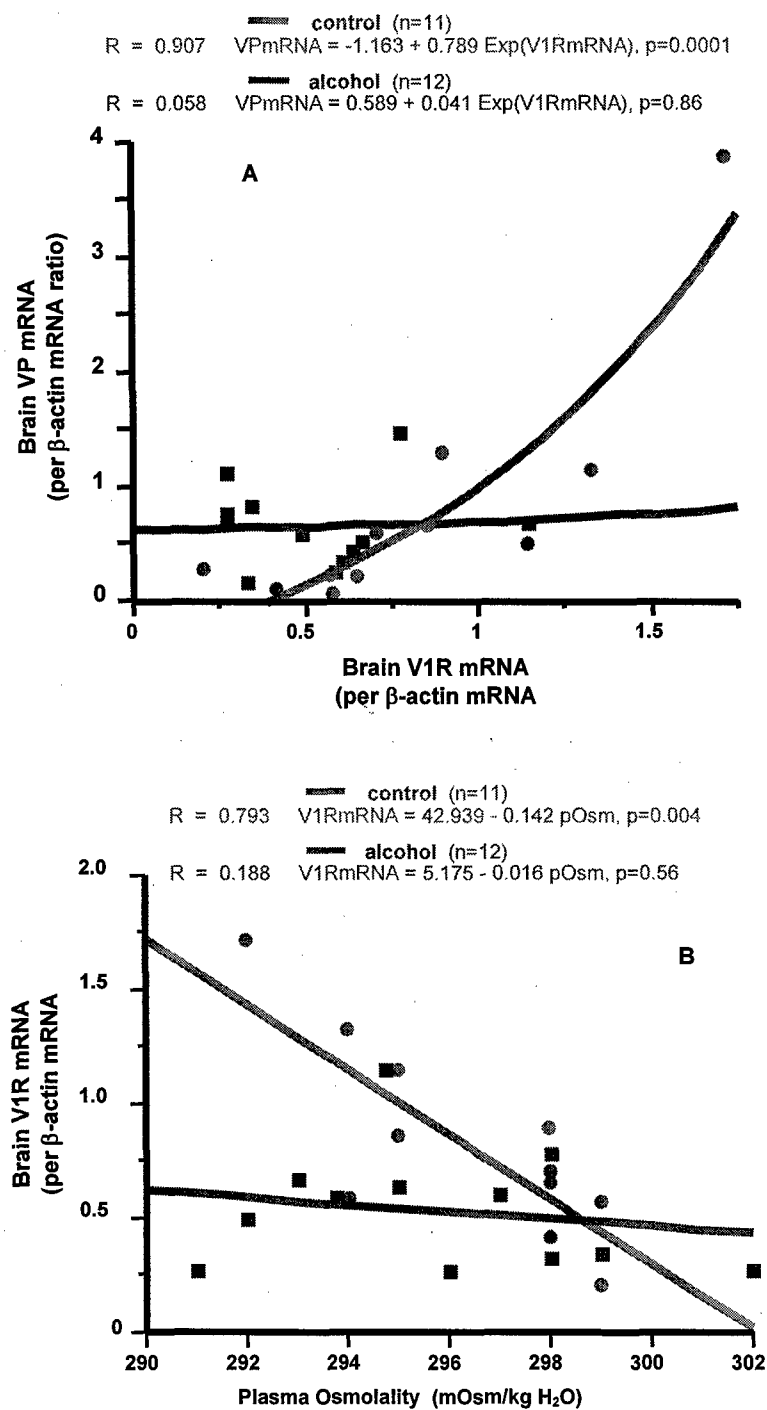 control (n=11)
R = 0.907 VPmRNA = -1.163 + 0.789 Exp(V1RmRNA), p=0.0001
alcohol (n=12)
R = 0.058 VPmRNA = 0.589 + 0.041 Exp(V1RmRNA), p=0.86
4
A
3
2
1
0
Brain VP mRNA
(per β-actin mRNA ratio)
0 0.5 1 1.5
Brain V1R mRNA
(per β-actin mRNA
control (n=11)
R = 0.793 V1RmRNA = 42.939 - 0.142 pOsm, p=0.004
alcohol (n=12)
R = 0.188 V1RmRNA = 5.175 - 0.016 pOsm, p=0.56
2.0
B
1.5
1.0
0.5
0
Brain V1R mRNA
(per β-actin mRNA
290 292 294 296 298 300 302
Plasma Osmolality (mOsm/kg H₂O)